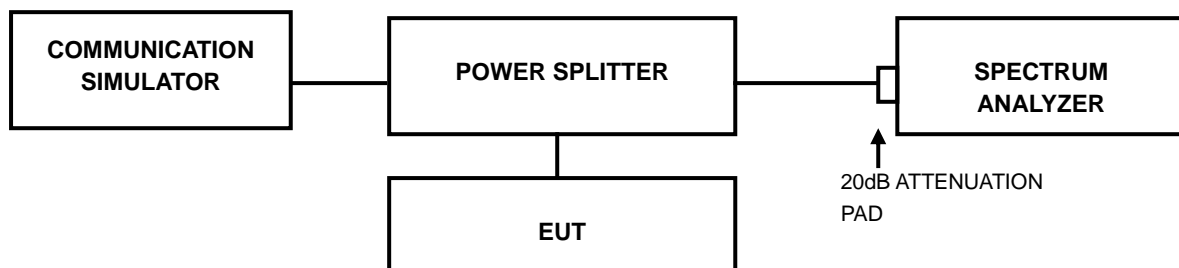 COMMUNICATION
SIMULATOR
POWER SPLITTER
SPECTRUM
ANALYZER
20dB ATTENUATION
PAD
EUT